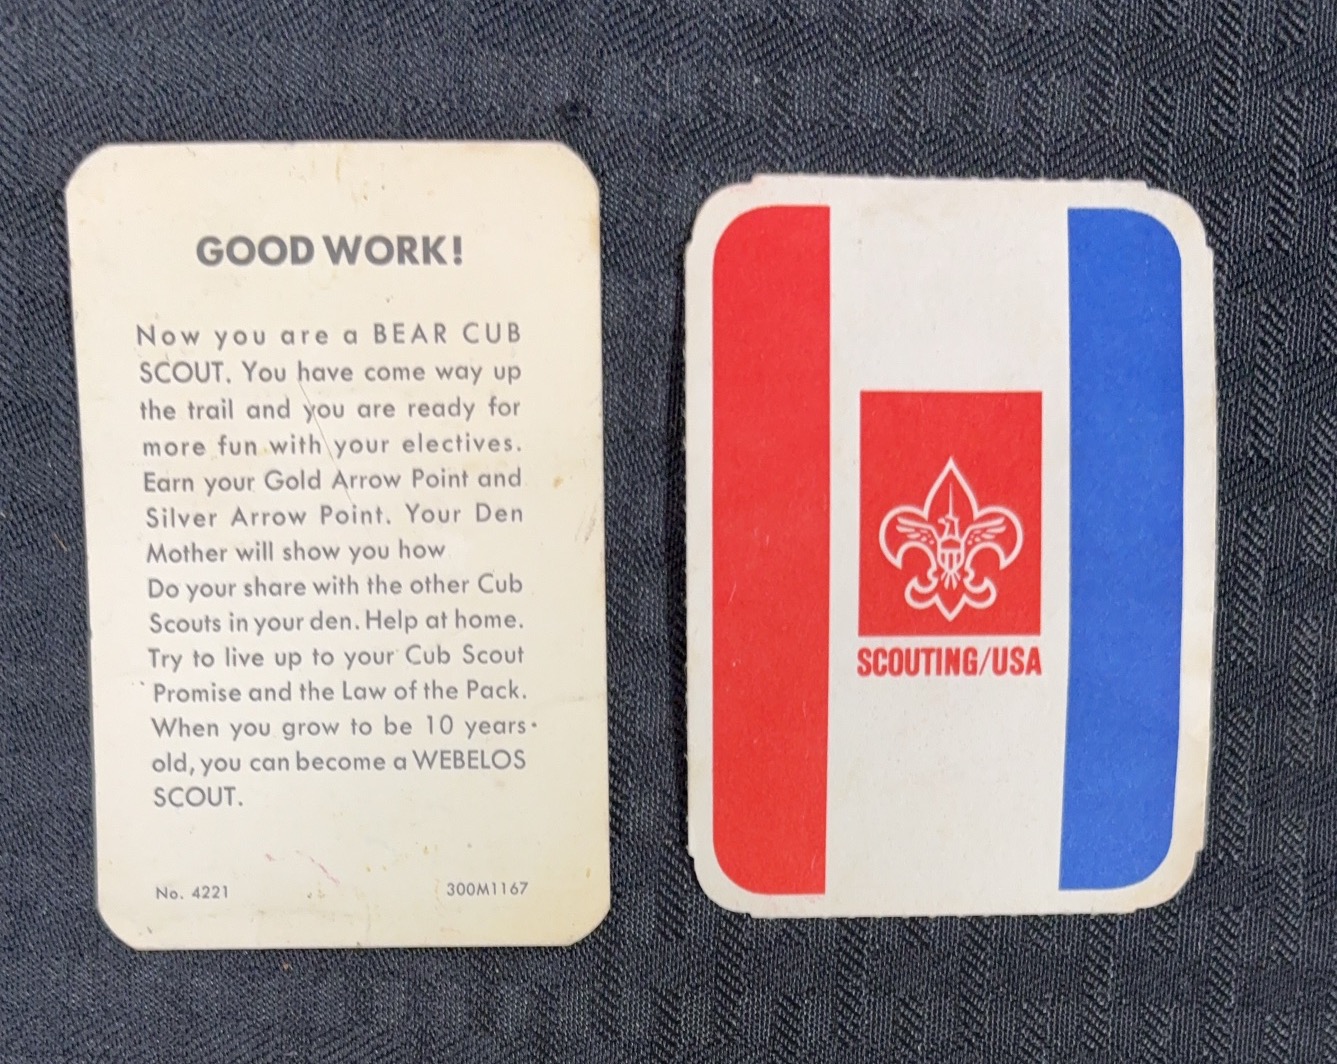 GOOD WORK!
Now you are a BEAR CUB
SCOUT. You have come way up
the trail and you are ready for
more fun with your electives.
Earn your Gold Arrow Point and
Silver Arrow Point. Your Den
Mother will show you how
Do your share with the other Cub
Scouts in your den. Help at home.
Try to live up to your Cub Scout
Promise and the Law of the Pack.
When you grow to be 10 years
old, you can become a WEBELOS
SCOUT.
No. 4221 300M1167
SCOUTING/USA